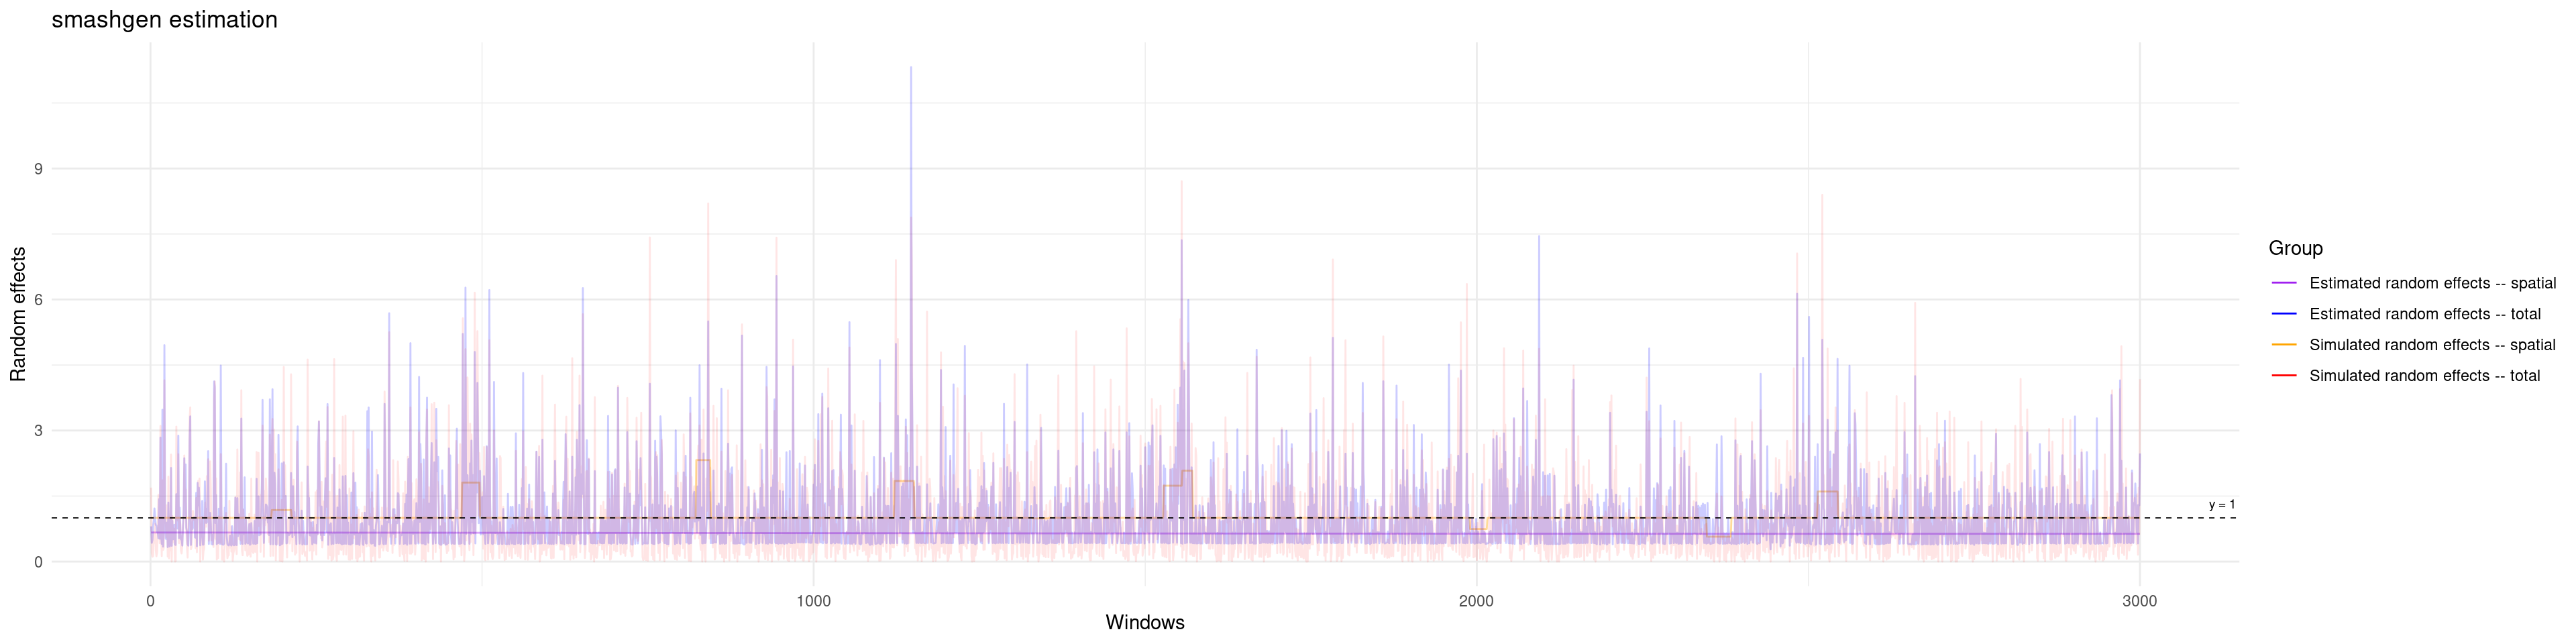 smashgen estimation
Random effects
9
6
3
0
y = 1
0
1000
2000
3000
Windows
Group
Estimated random effects -- spatial
Estimated random effects -- total
Simulated random effects -- spatial
Simulated random effects -- total